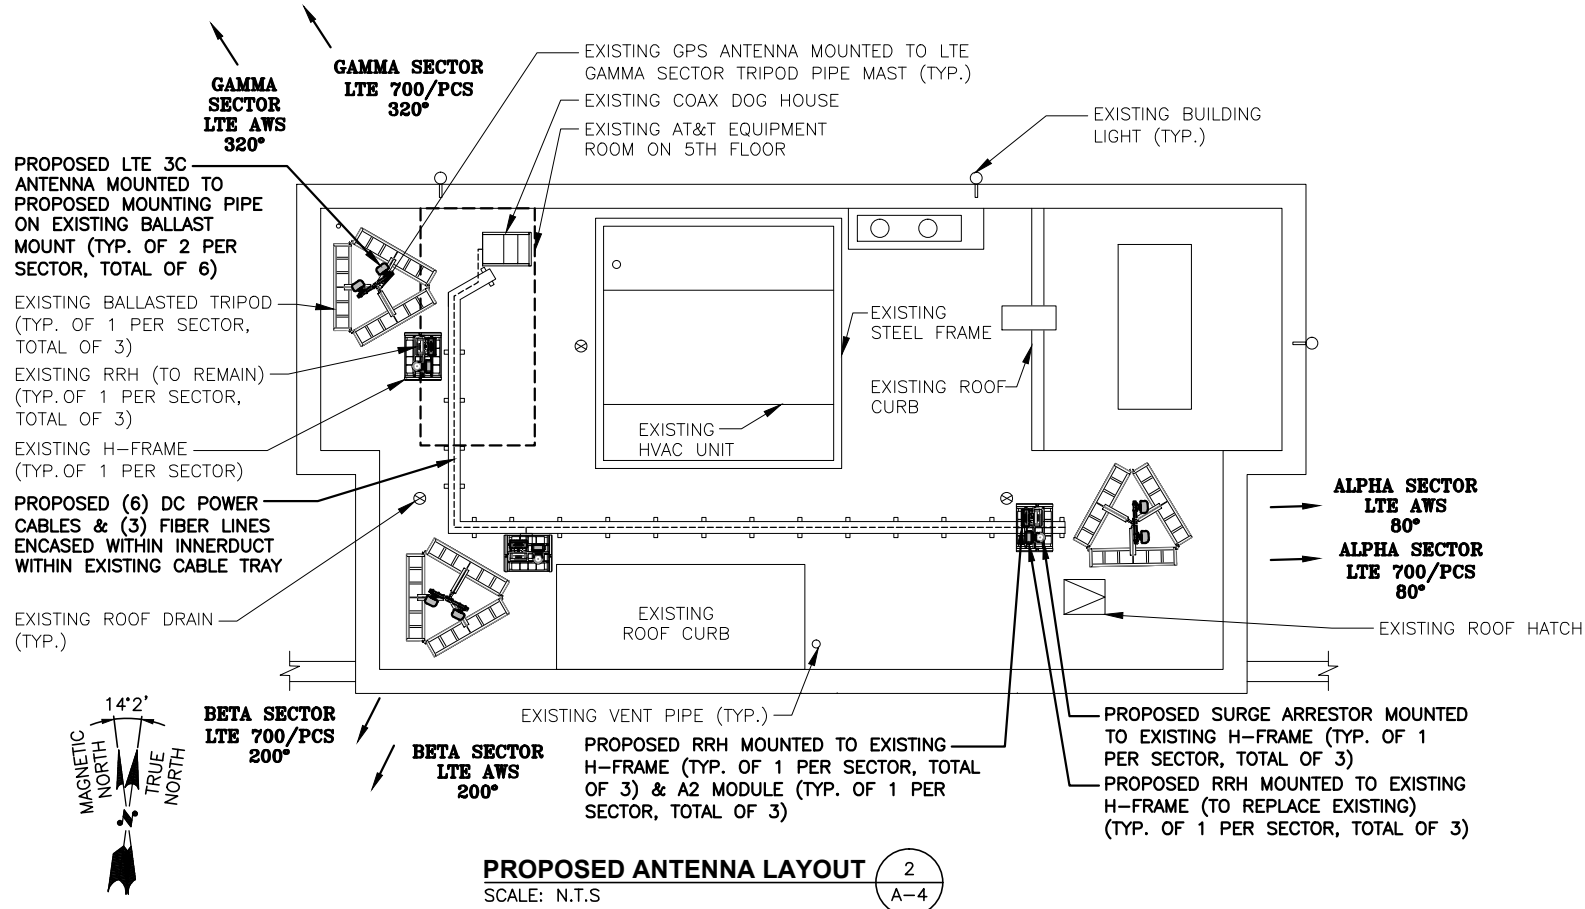 GAMMA SECTOR
LTE 700/PCS
320°
GAMMA
SECTOR
LTE AWS
320°
EXISTING GPS ANTENNA MOUNTED TO LTE
GAMMA SECTOR TRIPOD PIPE MAST (TYP.)
EXISTING COAX DOG HOUSE
EXISTING AT&T EQUIPMENT
ROOM ON 5TH FLOOR
EXISTING BUILDING
LIGHT (TYP.)
PROPOSED LTE 3C
ANTENNA MOUNTED TO
PROPOSED MOUNTING PIPE
ON EXISTING BALLAST
MOUNT (TYP. OF 2 PER
SECTOR, TOTAL OF 6)
EXISTING BALLASTED TRIPOD
(TYP. OF 1 PER SECTOR,
TOTAL OF 3)
EXISTING RRH (TO REMAIN)
(TYP. OF 1 PER SECTOR,
TOTAL OF 3)
EXISTING H-FRAME
(TYP. OF 1 PER SECTOR)
PROPOSED (6) DC POWER
CABLES & (3) FIBER LINES
ENCASED WITHIN INNERDUCT
WITHIN EXISTING CABLE TRAY
EXISTING ROOF DRAIN
(TYP.)
EXISTING
STEEL FRAME
EXISTING ROOF
CURB
EXISTING
HVAC UNIT
EXISTING
ROOF CURB
ALPHA SECTOR
LTE AWS
80°
ALPHA SECTOR
LTE 700/PCS
80°
EXISTING ROOF HATCH
14°2'
MAGNETIC
NORTH
TRUE
NORTH
N
BETA SECTOR
LTE 700/PCS
200°
BETA SECTOR
LTE AWS
200°
EXISTING VENT PIPE (TYP.)
PROPOSED RRH MOUNTED TO EXISTING
H-FRAME (TYP. OF 1 PER SECTOR, TOTAL
OF 3) & A2 MODULE (TYP. OF 1 PER
SECTOR, TOTAL OF 3)
PROPOSED SURGE ARRESTOR MOUNTED
TO EXISTING H-FRAME (TYP. OF 1
PER SECTOR, TOTAL OF 3)
PROPOSED RRH MOUNTED TO EXISTING
H-FRAME (TO REPLACE EXISTING)
(TYP. OF 1 PER SECTOR, TOTAL OF 3)
PROPOSED ANTENNA LAYOUT
SCALE: N.T.S
2
A-4